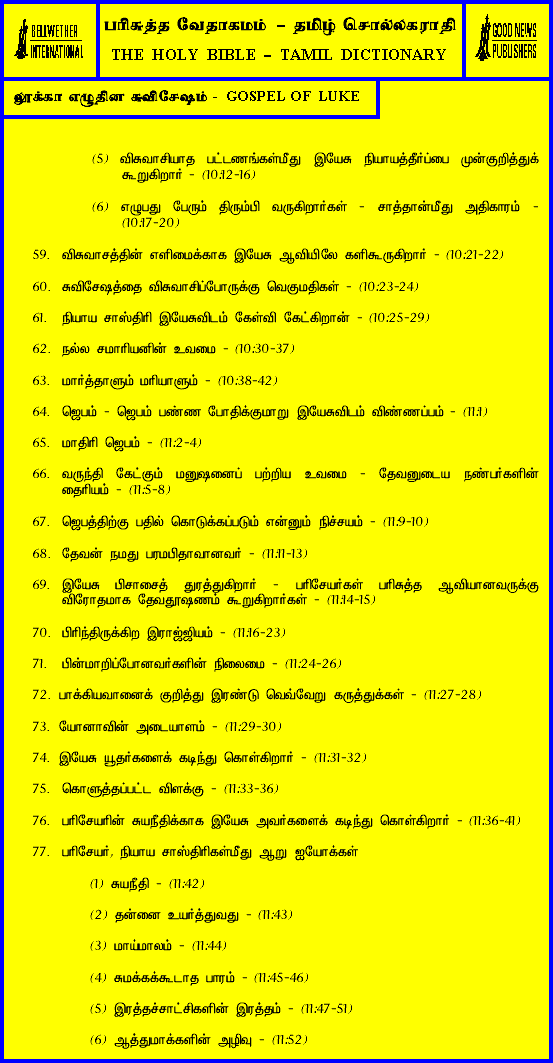 BELLWETHER
INTERNATIONAL
பரிசுத்த வேதாகமம் – தமிழ் சொல்லகராதி
THE HOLY BIBLE – TAMIL DICTIONARY
GOOD NEWS
PUBLISHERS
லூக்கா எழுதின சுவிசேஷம் - GOSPEL OF LUKE
(5) விசுவாசியாத பட்டணங்கள்மீது இயேசு நியாயத்தீர்ப்பை முன்குறித்துக்
கூறுகிறார் - (10:12-16)
(6) எழுபது பேரும் திரும்பி வருகிறார்கள் - சாத்தான்மீது அதிகாரம் -
(10:17-20)
59. விசுவாசத்தின் எளிமைக்காக இயேசு ஆவியிலே களிகூருகிறார் - (10:21-22)
60. சுவிசேஷத்தை விசுவாசிப்போருக்கு வெகுமதிகள் - (10:23-24)
61. நியாய சாஸ்திரி இயேசுவிடம் கேள்வி கேட்கிறான் - (10:25-29)
62. நல்ல சமாரியனின் உவமை - (10:30-37)
63. மார்த்தாளும் மரியாளும் - (10:38-42)
64. ஜெபம் - ஜெபம் பண்ண போதிக்குமாறு இயேசுவிடம் விண்ணப்பம் - (11:1)
65. மாதிரி ஜெபம் - (11:2-4)
66. வருந்தி கேட்கும் மனுஷனைப் பற்றிய உவமை - தேவனுடைய நண்பர்களின்
தைரியம் - (11:5-8)
67. ஜெபத்திற்கு பதில் கொடுக்கப்படும் என்னும் நிச்சயம் - (11:9-10)
68. தேவன் நமது பரமபிதாவானவர் - (11:11-13)
69. இயேசு பிசாசைத் துரத்துகிறார் - பரிசேயர்கள் பரிசுத்த ஆவியானவருக்கு
விரோதமாக தேவதூஷணம் கூறுகிறார்கள் - (11:14-15)
70. பிரிந்திருக்கிற இராஜ்ஜியம் - (11:16-23)
71. பின்மாறிப்போனவர்களின் நிலைமை - (11:24-26)
72. பாக்கியவானைக் குறித்து இரண்டு வெவ்வேறு கருத்துக்கள் - (11:27-28)
73. யோனாவின் அடையாளம் - (11:29-30)
74. இயேசு யூதர்களைக் கடிந்து கொள்கிறார் - (11:31-32)
75. கொளுத்தப்பட்ட விளக்கு - (11:33-36)
76. பரிசேயரின் சுயநீதிக்காக இயேசு அவர்களைக் கடிந்து கொள்கிறார் - (11:36-41)
77. பரிசேயர், நியாய சாஸ்திரிகள்மீது ஆறு ஐயோக்கள்
(1) சுயநீதி - (11:42)
(2) தன்னை உயர்த்துவது - (11:43)
(3) மாய்மாலம் - (11:44)
(4) சுமக்கக்கூடாத பாரம் - (11:45-46)
(5) இரத்தச்சாட்சிகளின் இரத்தம் - (11:47-51)
(6) ஆத்துமாக்களின் அழிவு - (11:52)